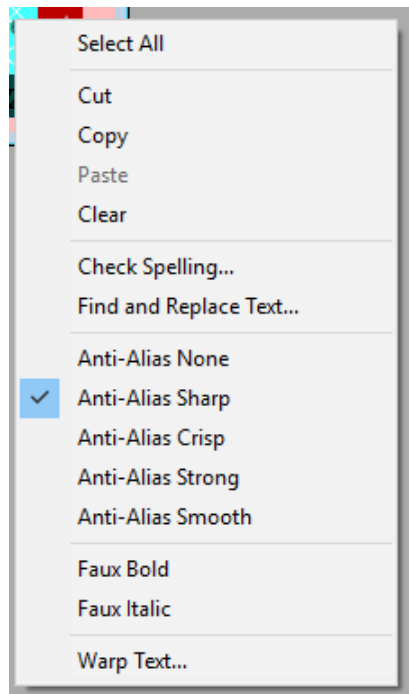 Select All
Cut
Copy
Paste
Clear
Check Spelling...
Find and Replace Text...
Anti-Alias None
Anti-Alias Sharp
Anti-Alias Crisp
Anti-Alias Strong
Anti-Alias Smooth
Faux Bold
Faux Italic
Warp Text...